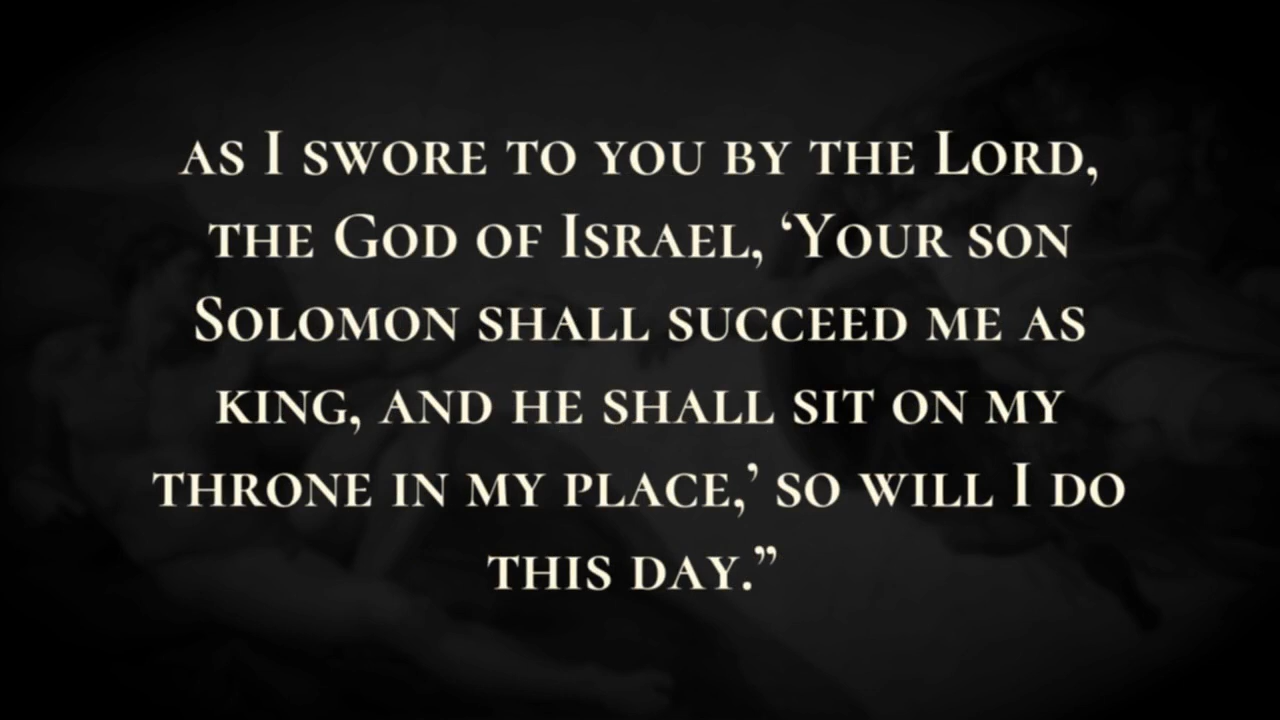 as I swore to you by the Lord,
the God of Israel, ‘Your son
Solomon shall succeed me as
king, and he shall sit on my
throne in my place,’ so will I do
this day.”